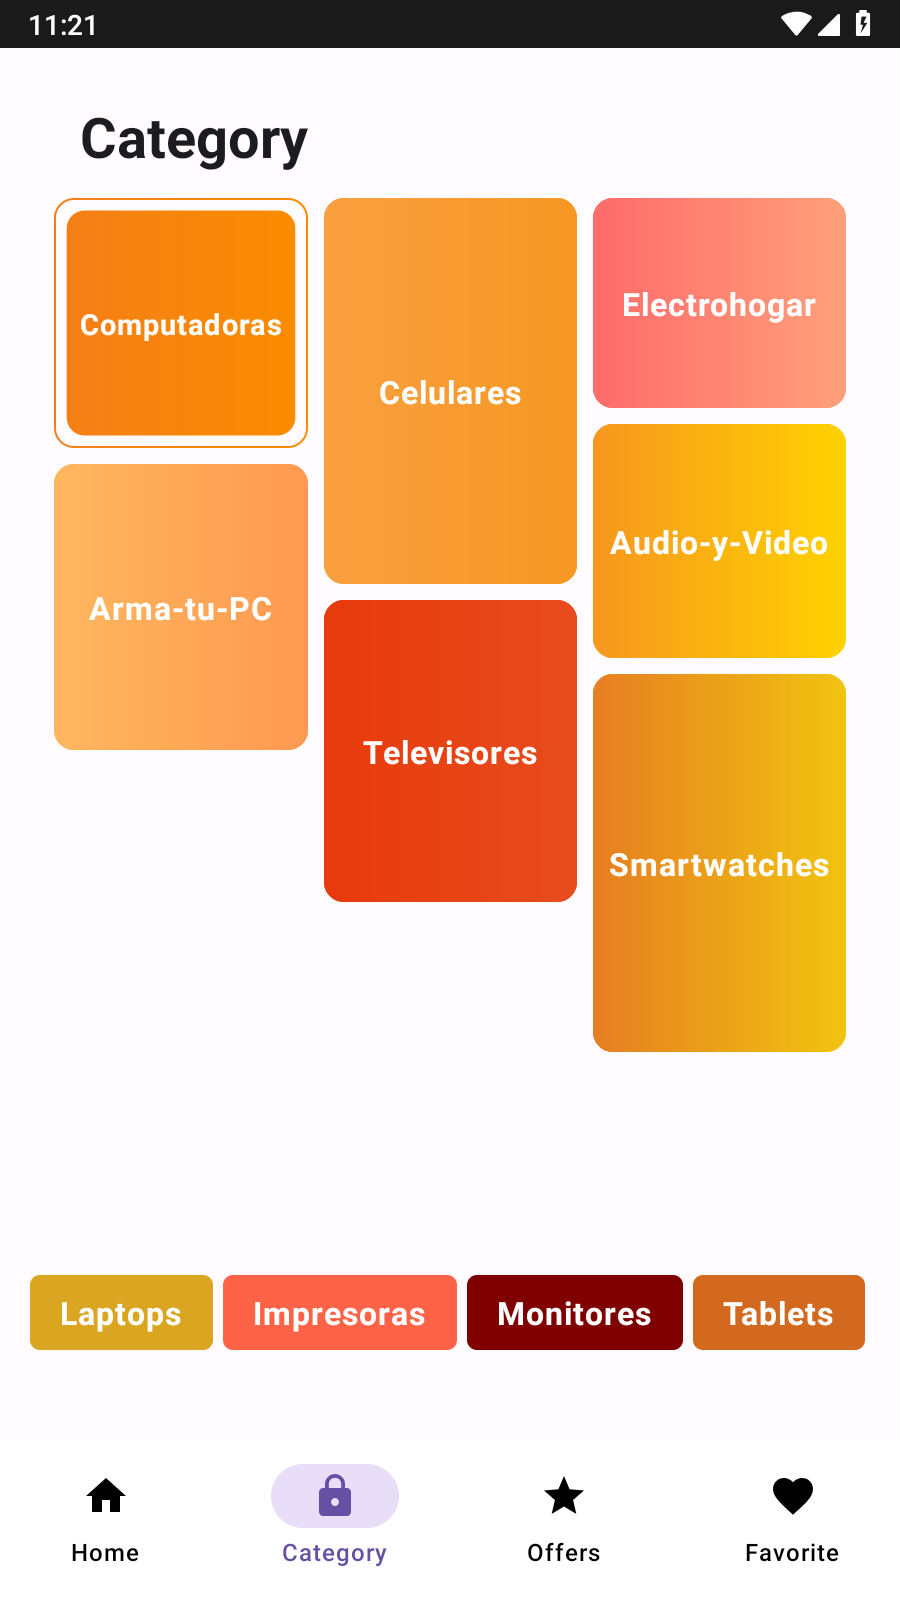 11:21
Category
Computadoras
Celulares
Electrohogar
Audio-y-Video
Arma-tu-PC
Televisores
Smartwatches
Laptops
Impresoras
Monitores
Tablets
Home
Category
Offers
Favorite